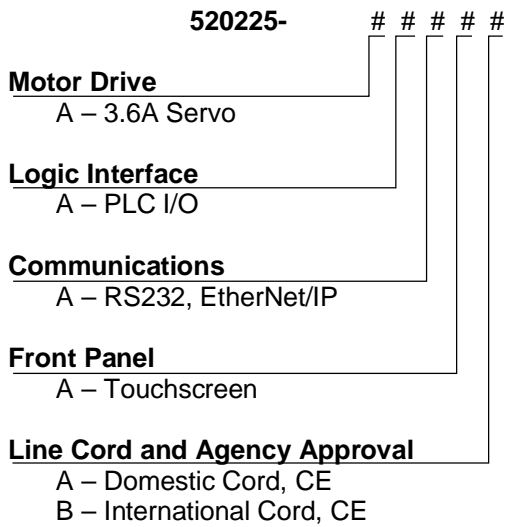 520225- # # # # #
Motor Drive
A – 3.6A Servo
Logic Interface
A – PLC I/O
Communications
A – RS232, EtherNet/IP
Front Panel
A – Touchscreen
Line Cord and Agency Approval
A – Domestic Cord, CE
B – International Cord, CE